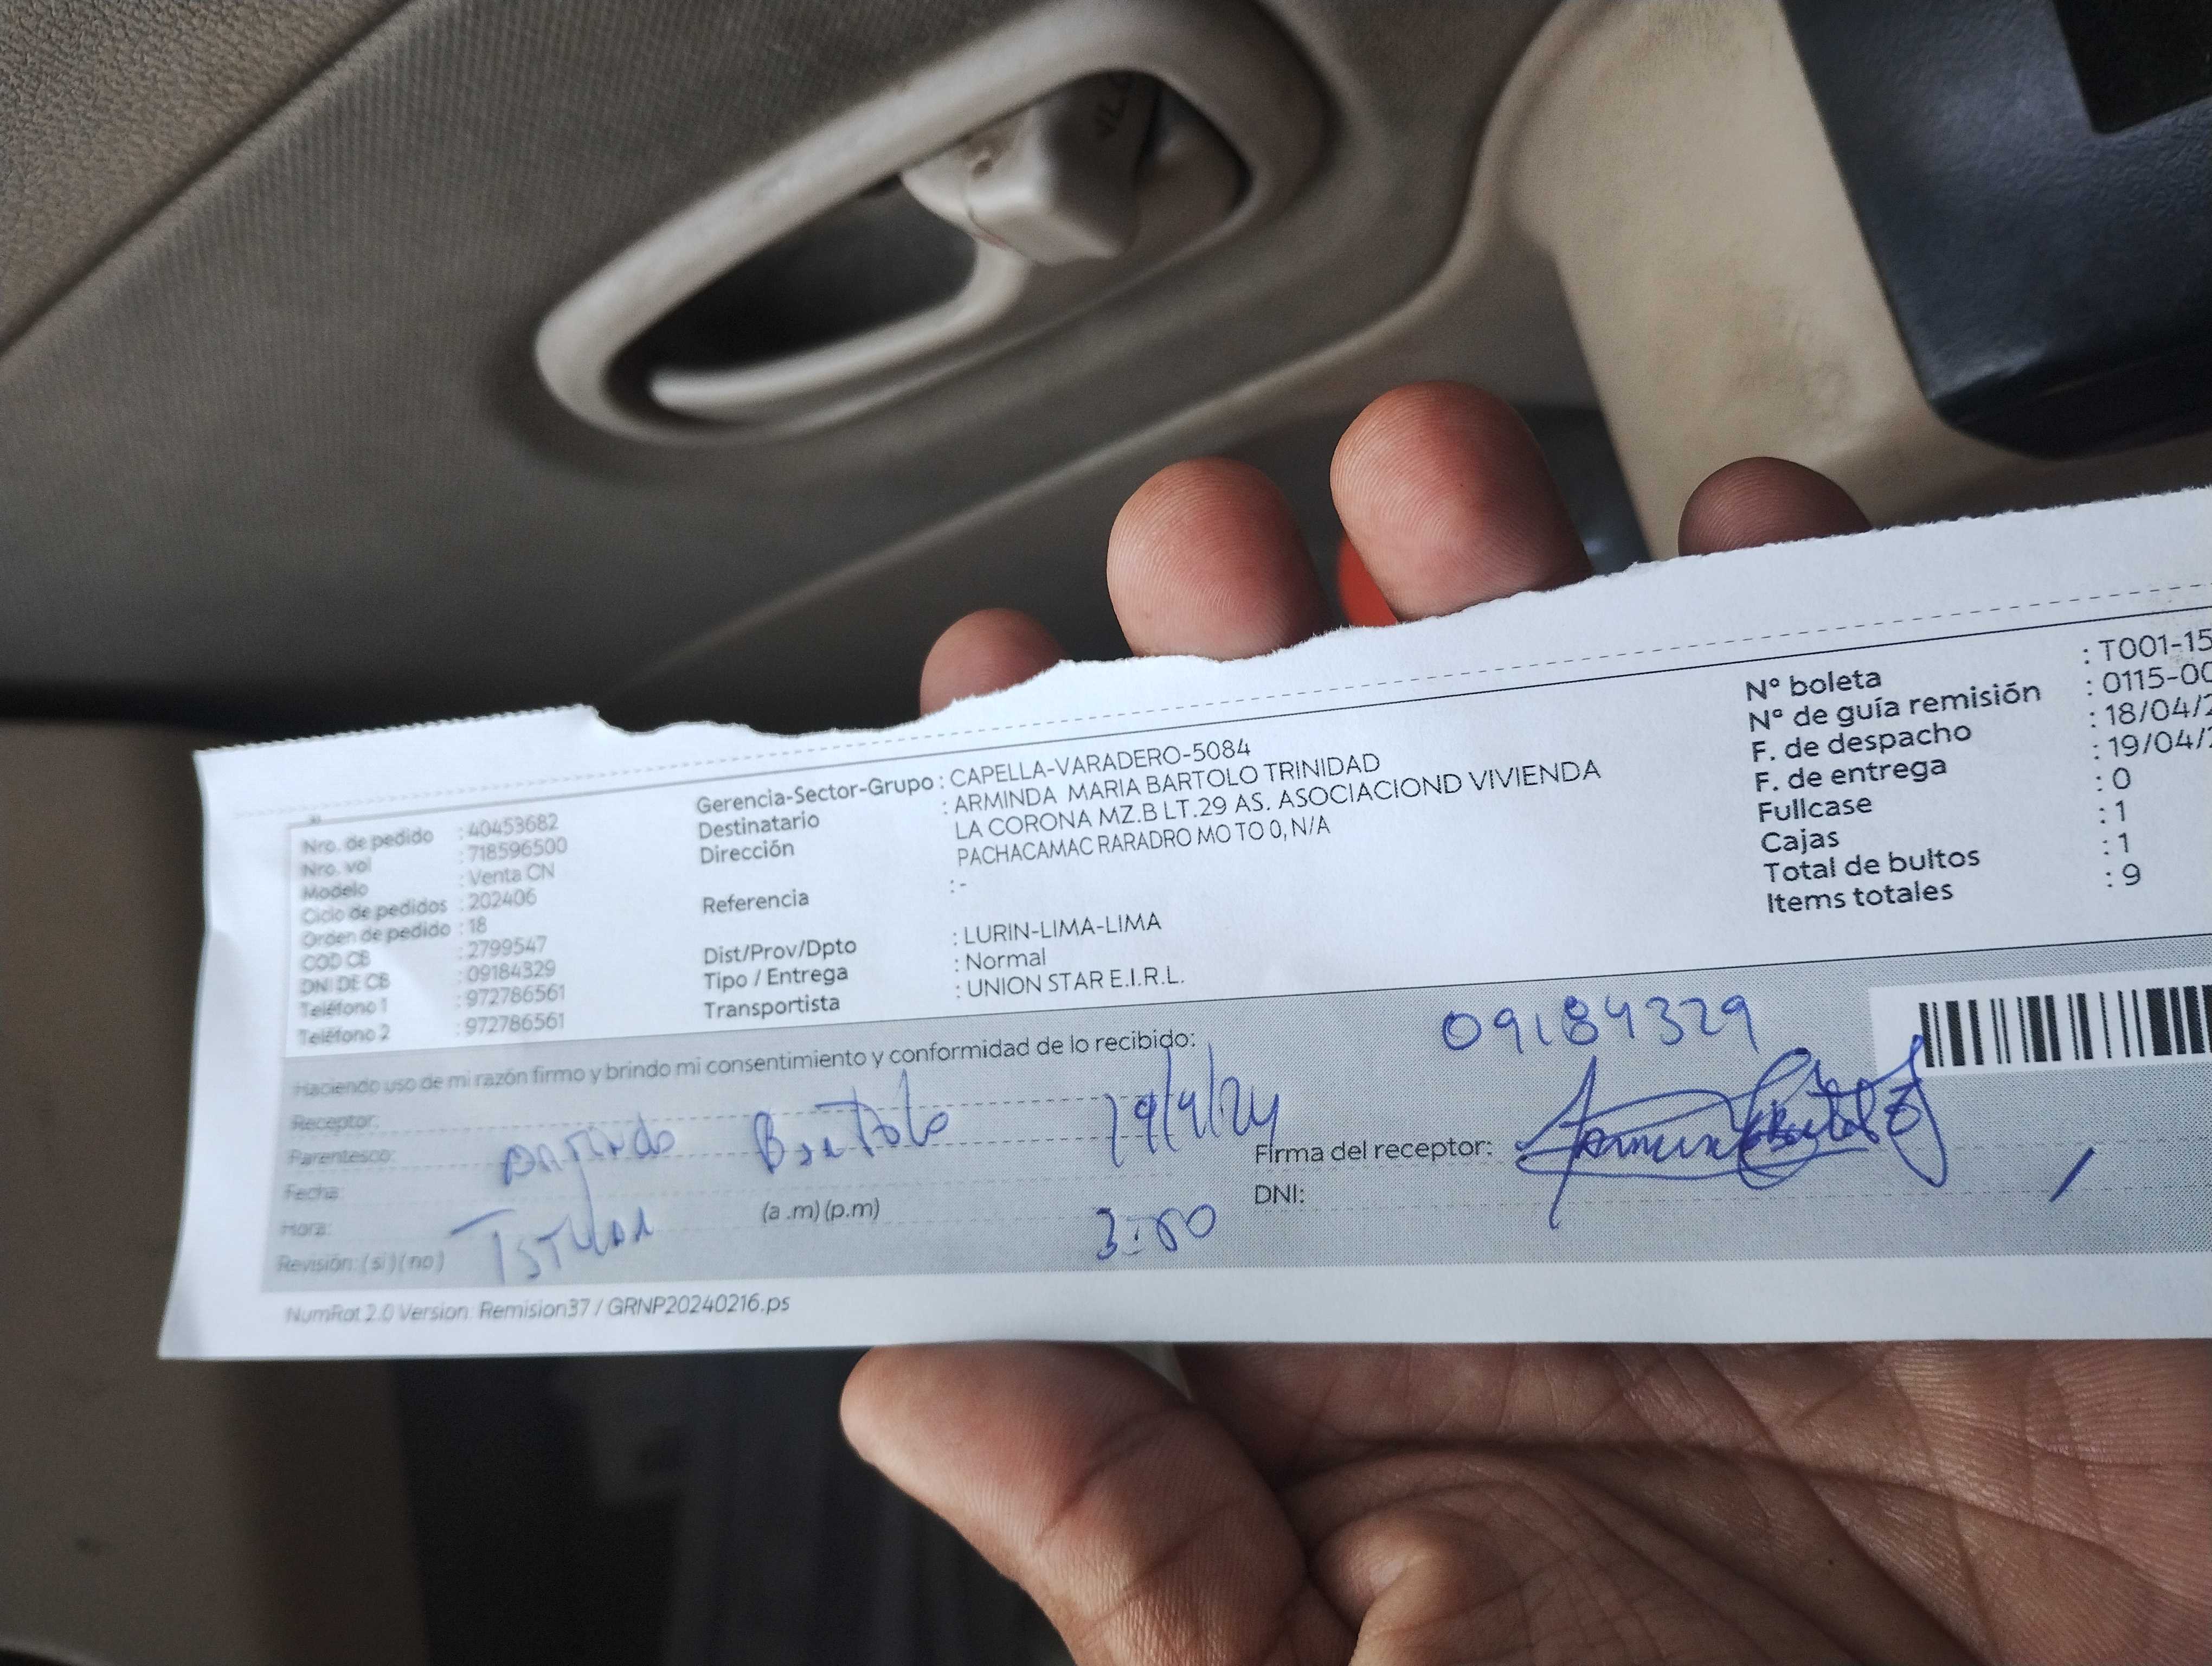 Nro. de pedido : 40453682
Nro. vol : 718596500
Modelo : Venta CN
Ciclo de pedidos : 202406
Orden de pedido : 18
COD CB : 2799547
DNI DE CB : 09184329
Teléfono 1 : 972786561
Teléfono 2 : 972786561
Gerencia-Sector-Grupo : CAPELLA-VARADERO-5084
Destinatario : ARMINDA MARIA BARTOLO TRINIDAD
Dirección LA CORONA MZ.B LT.29 AS. ASOCIACIOND VIVIENDA
PACHACAMAC RARADRO MO TO 0, N/A
Referencia :-
Dist/Prov/Dpto : LURIN-LIMA-LIMA
Tipo / Entrega : Normal
Transportista : UNION STAR E.I.R.L.
N° boleta : T001-15
N° de guía remisión : 0115-00
F. de despacho : 18/04/2
F. de entrega : 19/04/2
Fullcase : 0
Cajas : 1
Total de bultos : 1
Items totales : 9
Haciendo uso de mi razón firmo y brindo mi consentimiento y conformidad de lo recibido:
09184329
Receptor:
Parentesco: Bartolo 19/4/24
Fecha:
Hora: (a .m) (p.m) 3:00
Revisión: ( si ) ( no )
Firma del receptor:
DNI:
NumRot 2.0 Version: Remision37 / GRNP20240216.ps